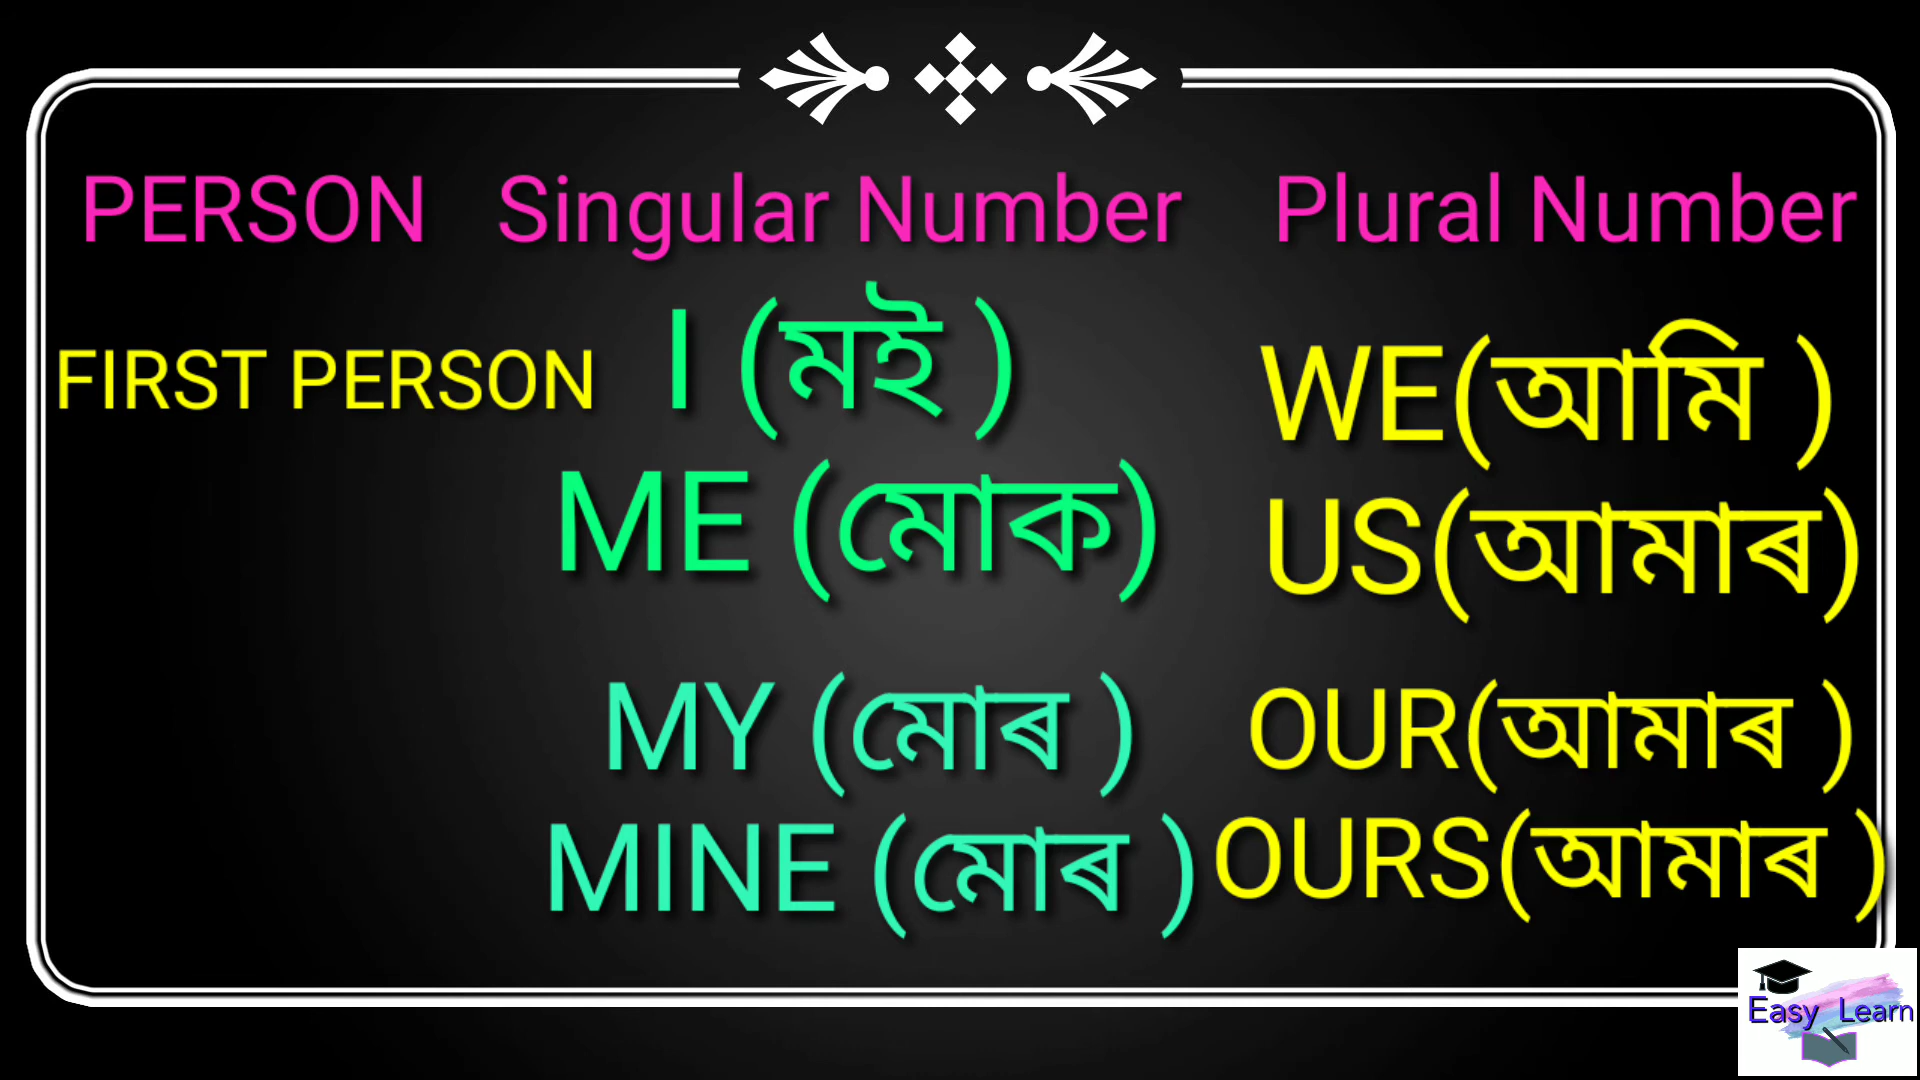 PERSON Singular Number Plural Number
FIRST PERSON I (মই ) WE(আমি )
ME (মোক) US(আমাৰ)
MY (মোৰ ) OUR(আমাৰ )
MINE (মোৰ ) OURS(আমাৰ )
Easy Learn